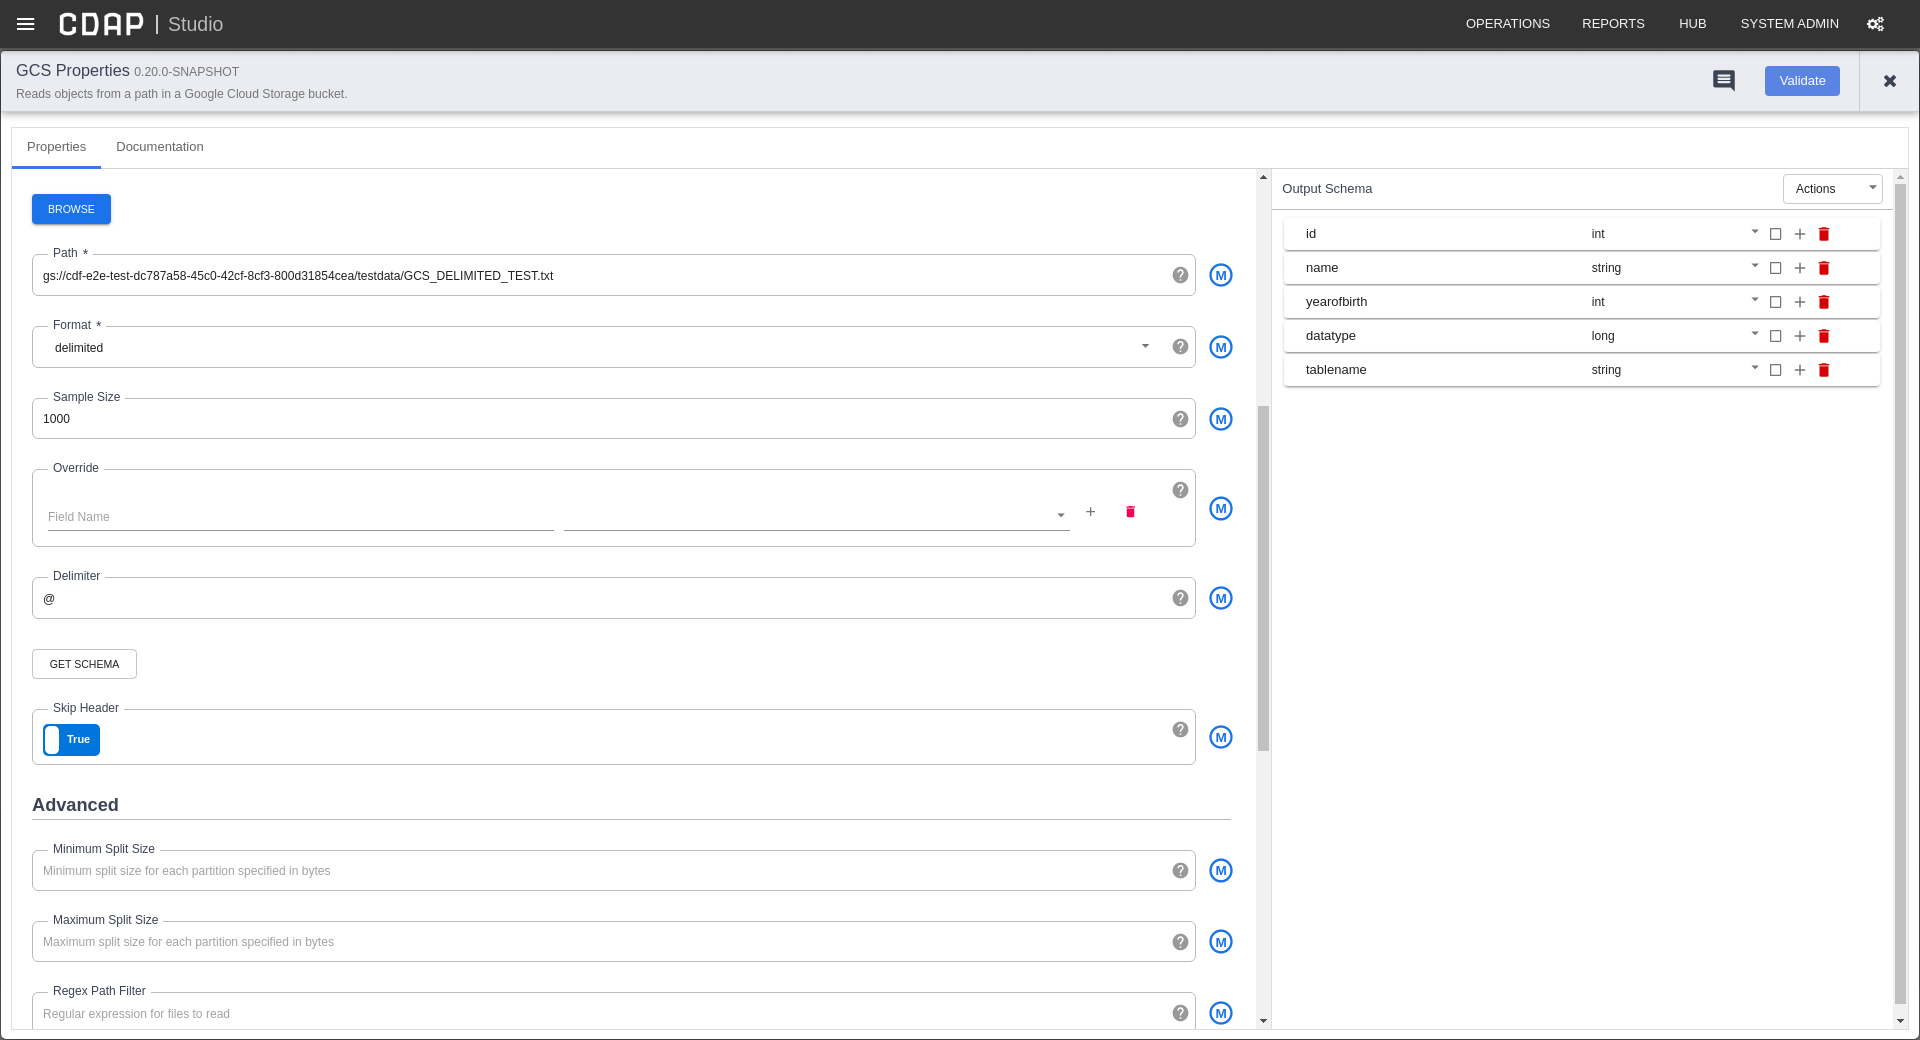 CDAP | Studio
OPERATIONS REPORTS HUB SYSTEM ADMIN
GCS Properties 0.20.0-SNAPSHOT
Reads objects from a path in a Google Cloud Storage bucket.
Validate
Properties Documentation
BROWSE
Path *
gs://cdf-e2e-test-dc787a58-45c0-42cf-8cf3-800d31854cea/testdata/GCS_DELIMITED_TEST.txt
? M
Format *
delimited
? M
Sample Size
1000
? M
Override
Field Name
? M
Delimiter
@
? M
GET SCHEMA
Skip Header
True
? M
Advanced
Minimum Split Size
Minimum split size for each partition specified in bytes
? M
Maximum Split Size
Maximum split size for each partition specified in bytes
? M
Regex Path Filter
Regular expression for files to read
? M
Output Schema
Actions
id int
name string
yearofbirth int
datatype long
tablename string